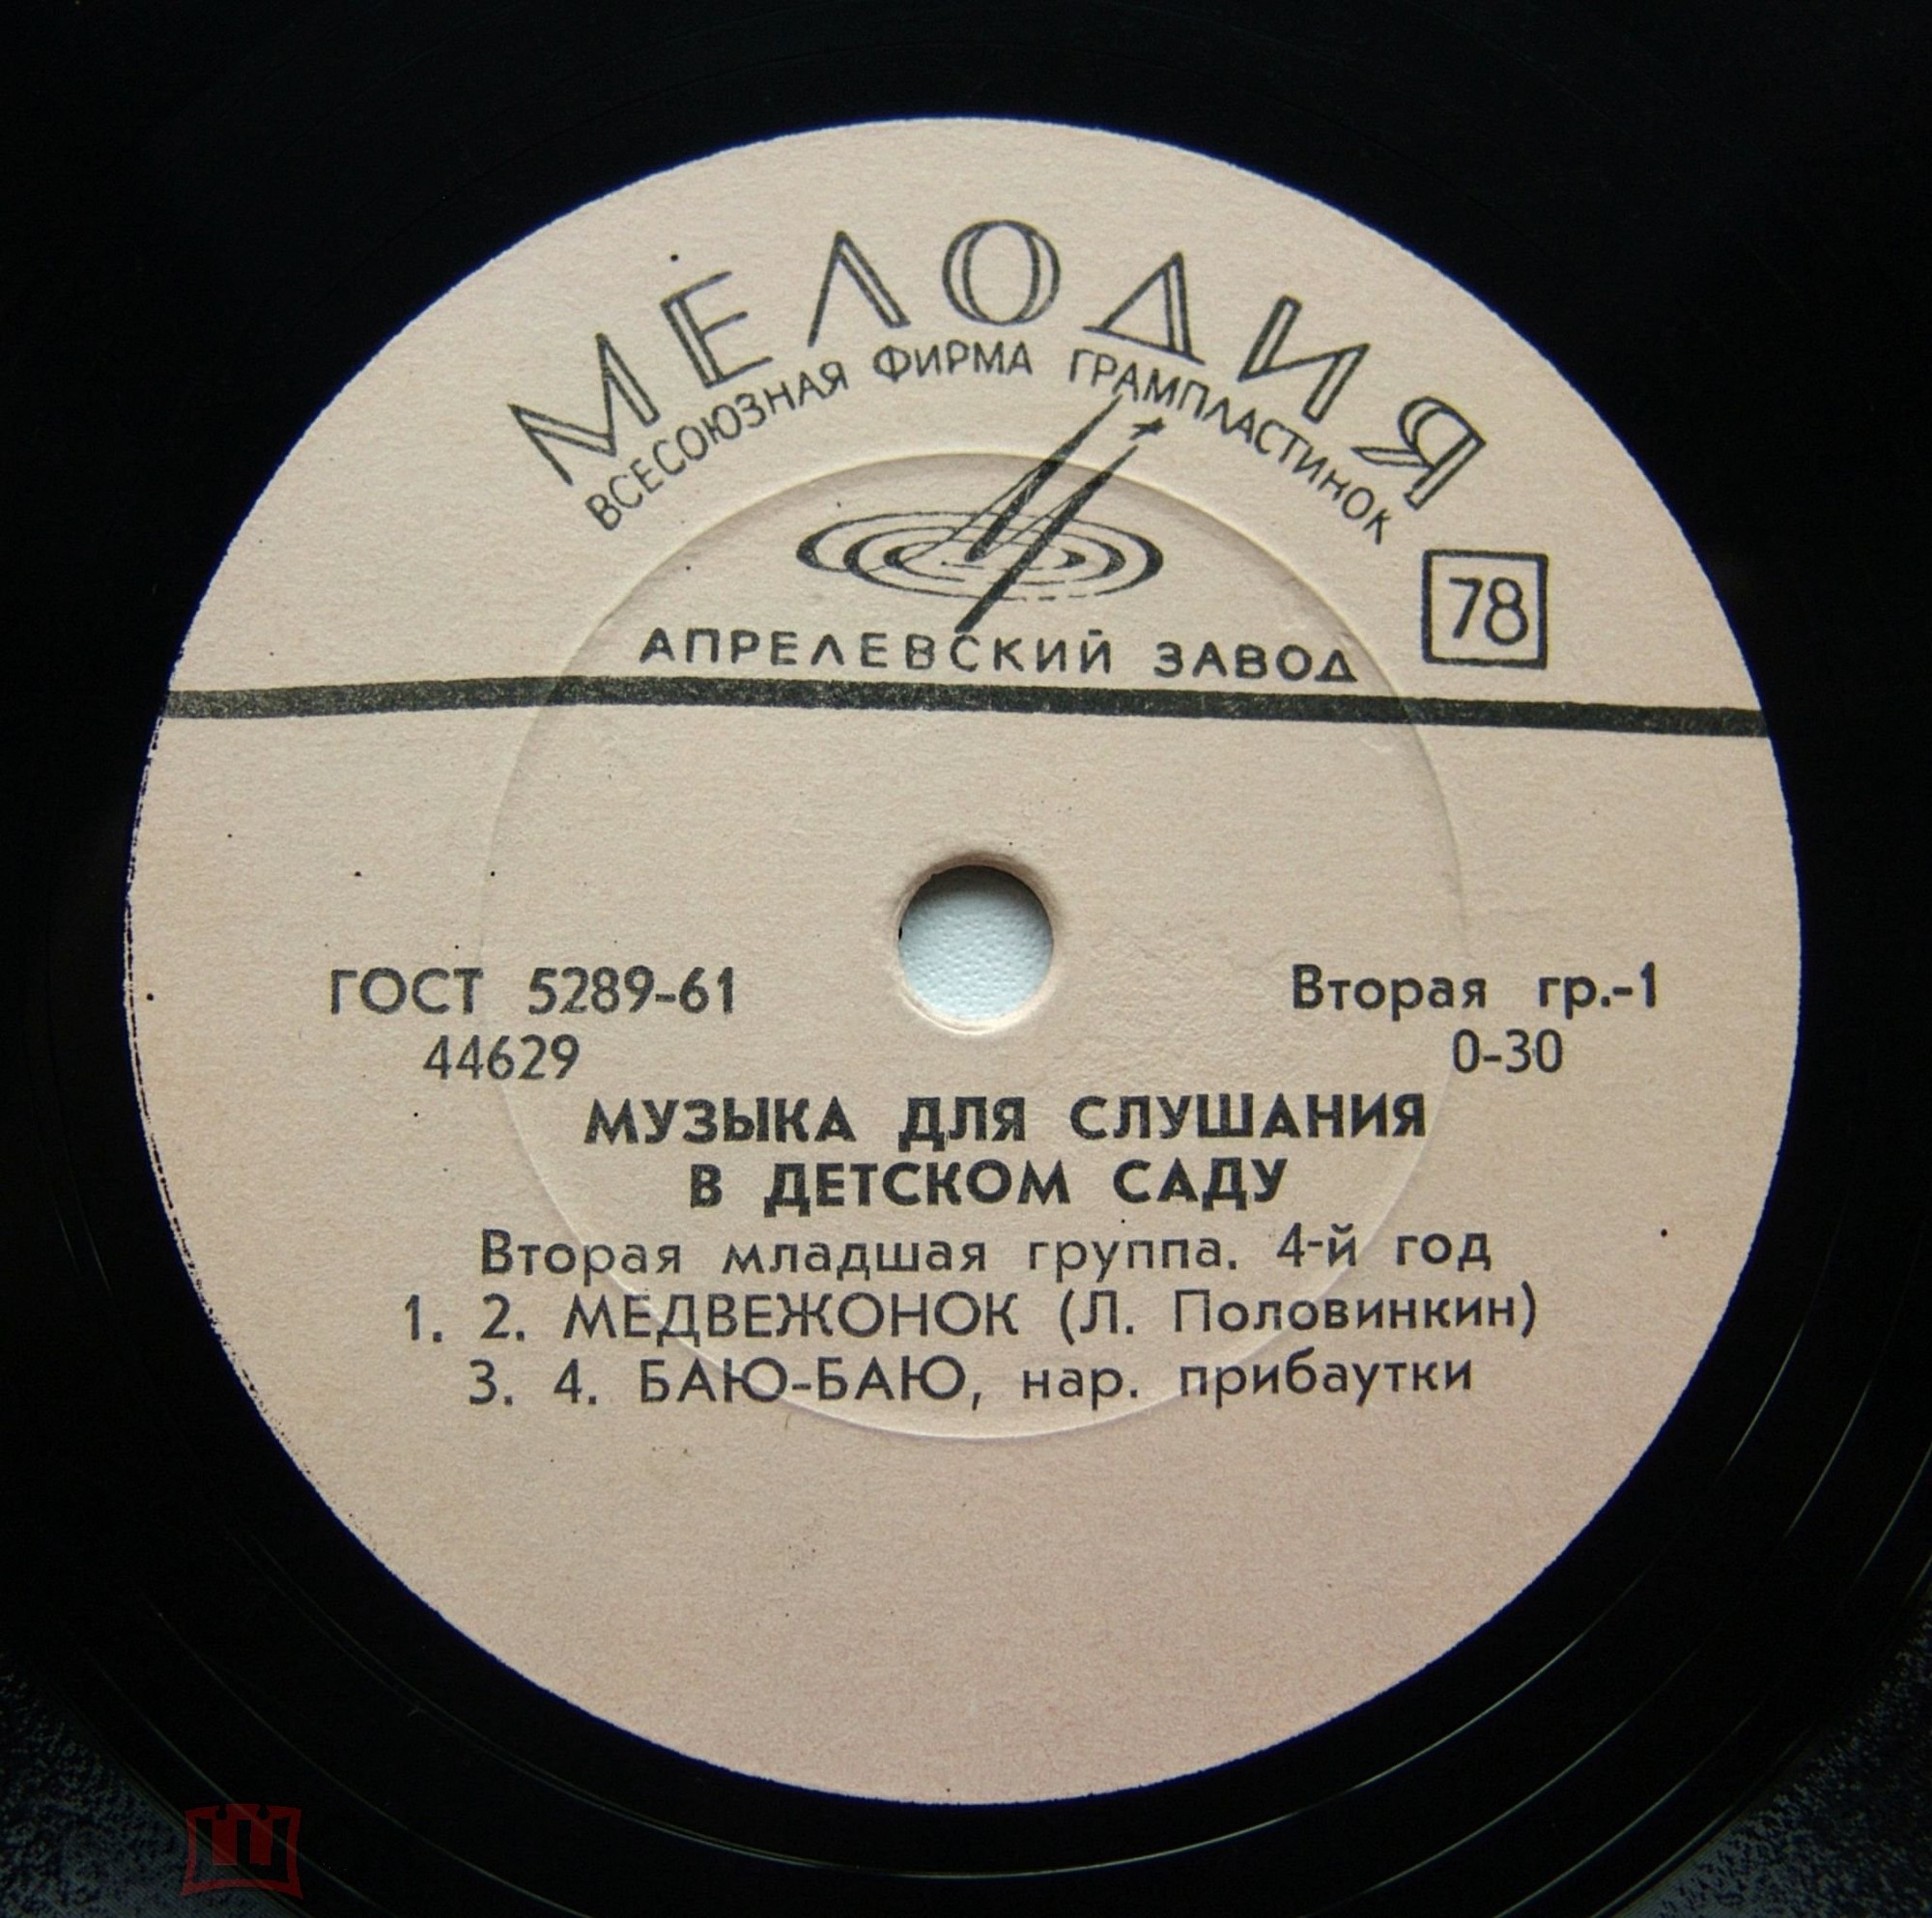 МЕЛОДИЯ
ВСЕСОЮЗНАЯ ФИРМА ГРАМПЛАСТИНОК
78
АПРЕЛЕВСКИЙ ЗАВОД
ГОСТ 5289-61
44629
Вторая гр.-1
0-30
МУЗЫКА ДЛЯ СЛУШАНИЯ
В ДЕТСКОМ САДУ
Вторая младшая группа. 4-й год
1. 2. МЕДВЕЖОНОК (Л. Половинкин)
3. 4. БАЮ-БАЮ, нар. прибаутки